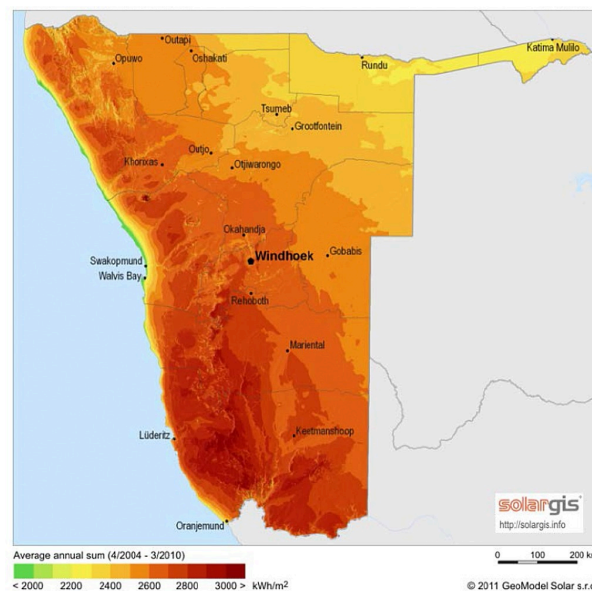 Outapi
Oshakati
Opuwo
Rundu
Katima Mulilo
Tsumeb
Grootfontein
Outjo
Khorixas
Otjiwarongo
Okahandja
Windhoek
Gobabis
Swakopmund
Walvis Bay
Rehoboth
Mariental
Lüderitz
Keetmanshoop
Oranjemund
solargis
http://solargis.info
Average annual sum (4/2004 - 3/2010)
< 2000 2200 2400 2600 2800 3000 > kWh/m²
0 100 200 km
© 2011 GeoModel Solar s.r.o